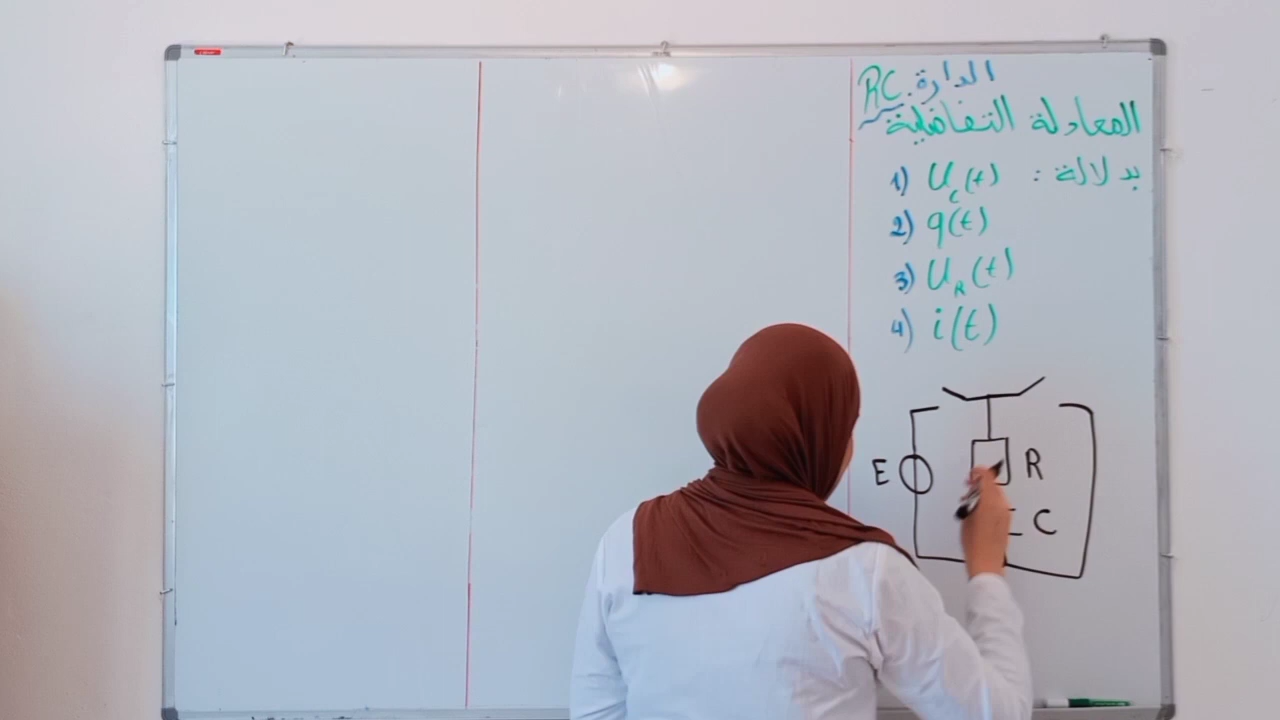 الدارة RC
المعادلة التفاضلية
بدلالة :
1) U_C(t)
2) q(t)
3) U_R(t)
4) i(t)
E
R
C